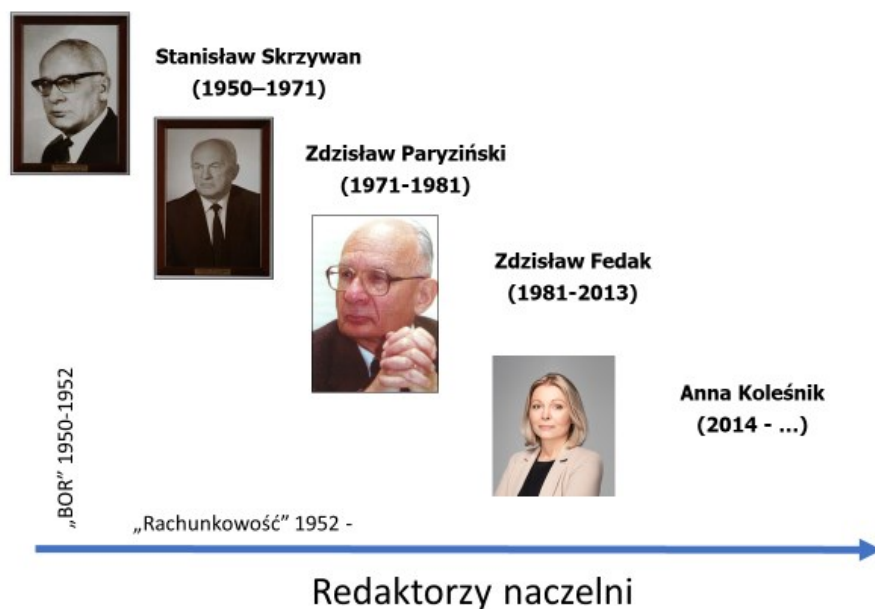 Stanisław Skrzywan
(1950–1971)
Zdzisław Paryziński
(1971-1981)
Zdzisław Fedak
(1981-2013)
Anna Koleśnik
(2014 - ...)
„BOR” 1950-1952
„Rachunkowość” 1952 -
Redaktorzy naczelni